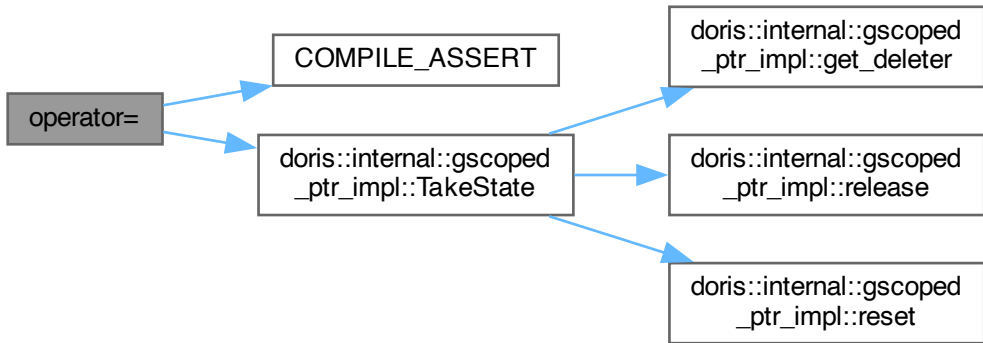 operator=
COMPILE_ASSERT
doris::internal::gscoped
_ptr_impl::TakeState
doris::internal::gscoped
_ptr_impl::get_deleter
doris::internal::gscoped
_ptr_impl::release
doris::internal::gscoped
_ptr_impl::reset